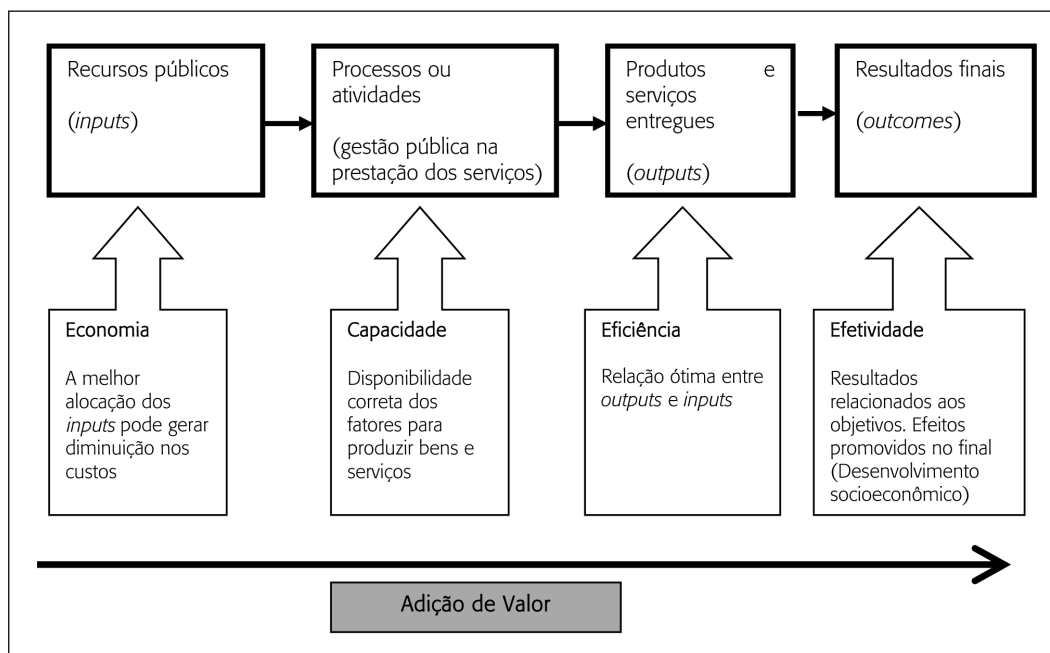 Recursos públicos
(inputs)
Processos ou
atividades
(gestão pública na
prestação dos serviços)
Produtos e
serviços
entregues
(outputs)
Resultados finais
(outcomes)
Economia
A melhor
alocação dos
inputs pode gerar
diminuição nos
custos
Capacidade
Disponibilidade
correta dos
fatores para
produzir bens e
serviços
Eficiência
Relação ótima entre
outputs e inputs
Efetividade
Resultados
relacionados aos
objetivos. Efeitos
promovidos no final
(Desenvolvimento
socioeconômico)
Adição de Valor